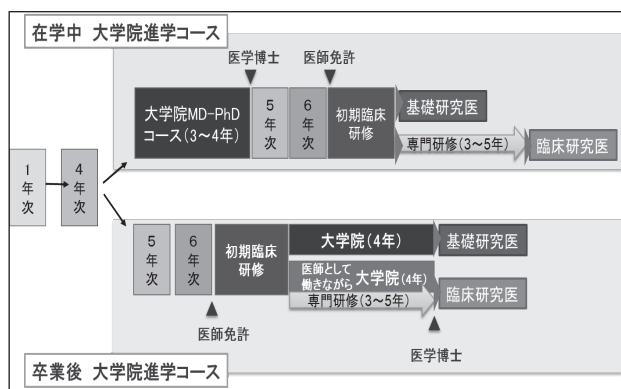 在学中 大学院進学コース
医学博士
医師免許
大学院MD-PhD
コース(3〜4年)
5
年
次
6
年
次
初期臨床
研修
基礎研究医
専門研修(3〜5年)
臨床研究医
1
年
次
4
年
次
5
年
次
6
年
次
初期臨床
研修
大学院(4年)
基礎研究医
医師として
働きながら
大学院(4年)
専門研修(3〜5年)
臨床研究医
医師免許
医学博士
卒業後 大学院進学コース